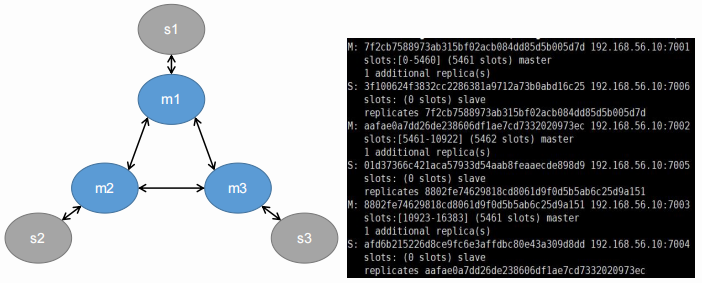 s1
m1
m2
m3
s2
s3
M: 7f2cb7588973ab315bf02acb084dd85d5b005d7d 192.168.56.10:7001
slots:[0-5460] (5461 slots) master
1 additional replica(s)
S: 3f100624f3832cc2286381a9712a73b0abd16c25 192.168.56.10:7006
slots: (0 slots) slave
replicates 7f2cb7588973ab315bf02acb084dd85d5b005d7d
M: aafae0a7dd26de238606df1ae7cd7332020973ec 192.168.56.10:7002
slots:[5461-10922] (5462 slots) master
1 additional replica(s)
S: 01d37366c421aca57933d54aab8feaaecde898d9 192.168.56.10:7005
slots: (0 slots) slave
replicates 8802fe74629818cd8061d9f0d5b5ab6c25d9a151
M: 8802fe74629818cd8061d9f0d5b5ab6c25d9a151 192.168.56.10:7003
slots:[10923-16383] (5461 slots) master
1 additional replica(s)
S: afd6b215226d8ce9fc6e3affdbc80e43a309d8dd 192.168.56.10:7004
slots: (0 slots) slave
replicates aafae0a7dd26de238606df1ae7cd7332020973ec